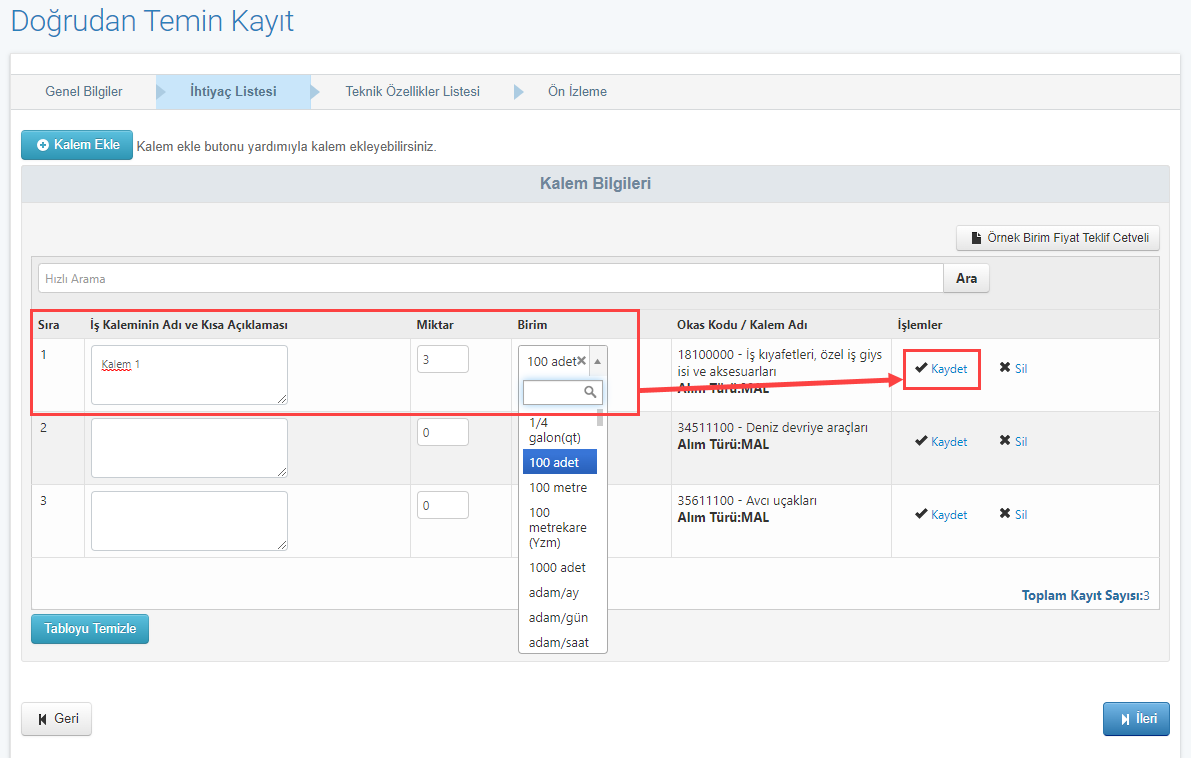 Doğrudan Temin Kayıt
Genel Bilgiler
İhtiyaç Listesi
Teknik Özellikler Listesi
Ön İzleme
Kalem Ekle
Kalem ekle butonu yardımıyla kalem ekleyebilirsiniz.
Kalem Bilgileri
Örnek Birim Fiyat Teklif Cetveli
Hızlı Arama
Ara
Sıra
İş Kaleminin Adı ve Kısa Açıklaması
Miktar
Birim
Okas Kodu / Kalem Adı
İşlemler
1
Kalem 1
3
100 adet
18100000 - İş kıyafetleri, özel iş giys
isi ve aksesuarları
Alım Türü:MAL
Kaydet
Sil
1/4
galon(qt)
100 adet
100 metre
100
metrekare
(Yzm)
1000 adet
adam/ay
adam/gün
adam/saat
2
0
34511100 - Deniz devriye araçları
Alım Türü:MAL
Kaydet
Sil
3
0
35611100 - Avcı uçakları
Alım Türü:MAL
Kaydet
Sil
Toplam Kayıt Sayısı:3
Tabloyu Temizle
Geri
İleri